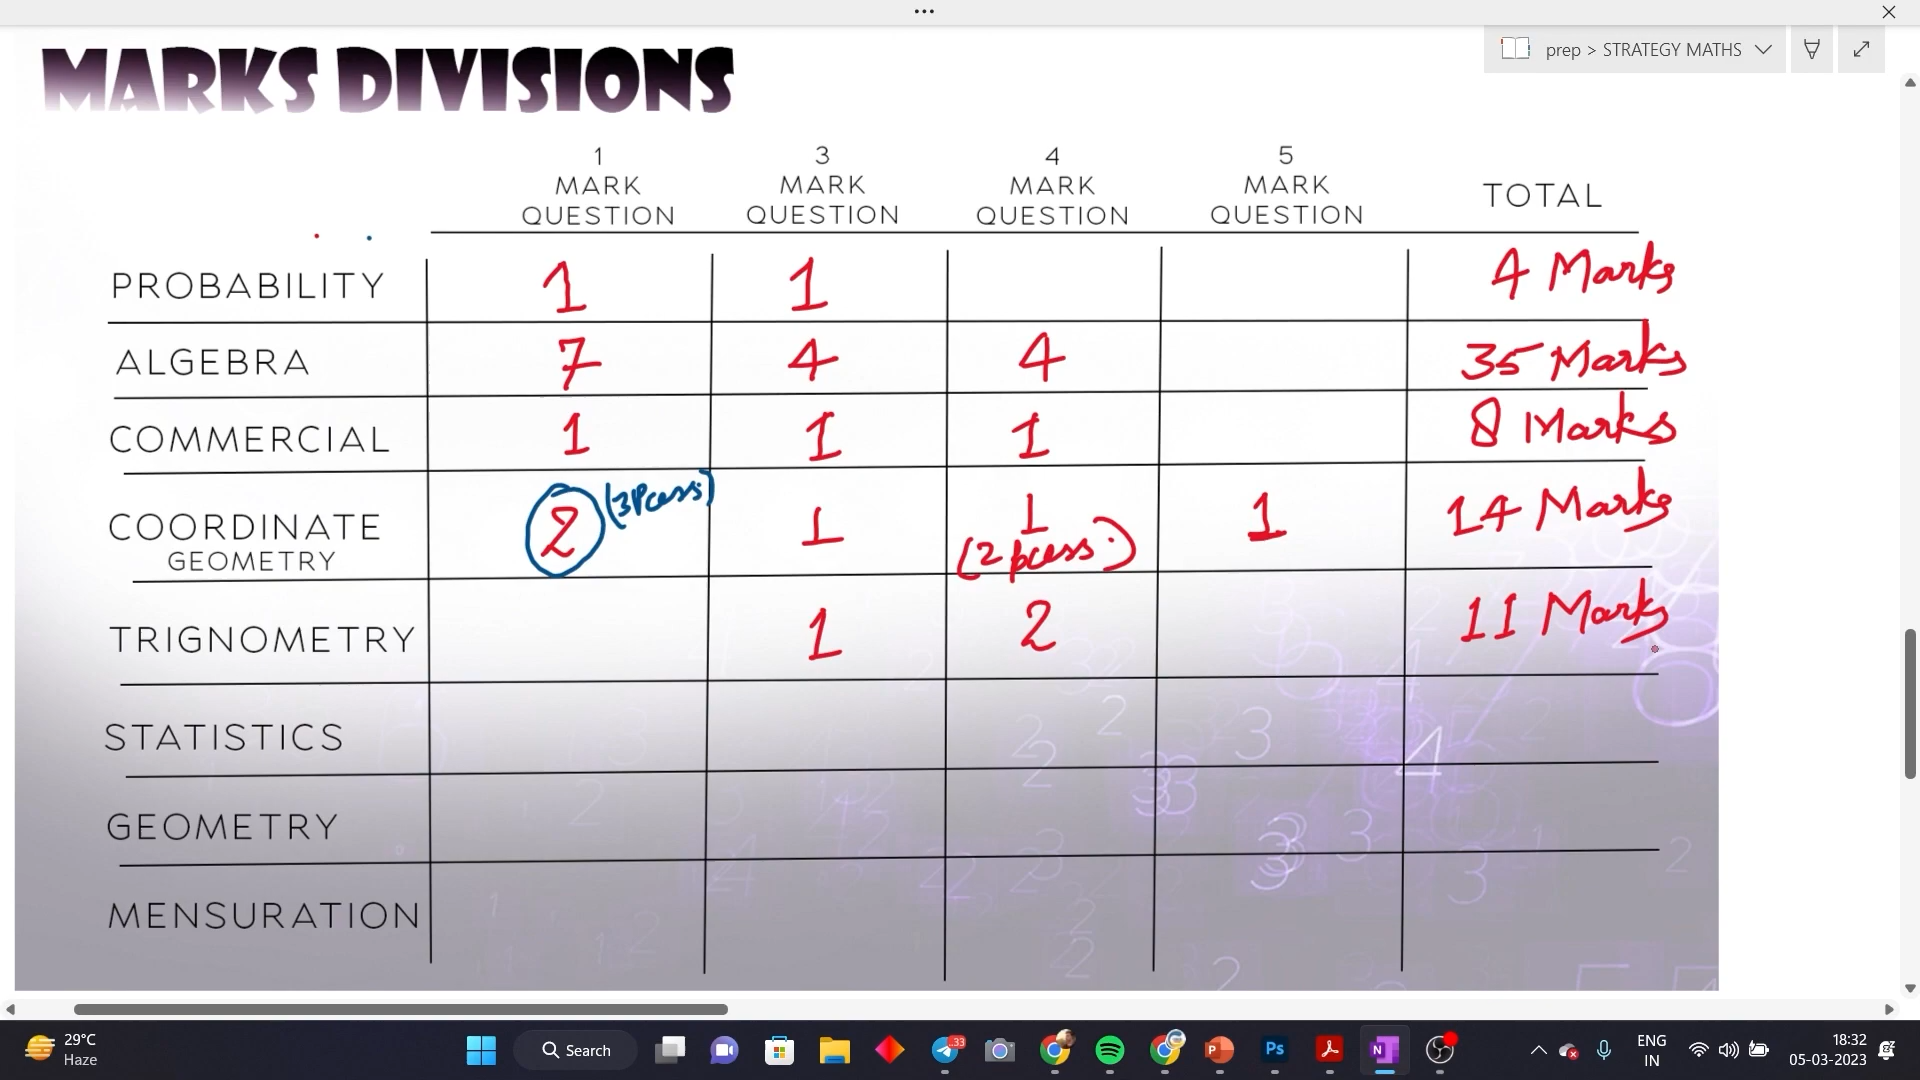 prep > STRATEGY MATHS
MARKS DIVISIONS
1 MARK QUESTION 3 MARK QUESTION 4 MARK QUESTION 5 MARK QUESTION TOTAL
PROBABILITY 1 1 4 Marks
ALGEBRA 7 4 4 35 Marks
COMMERCIAL 1 1 1 8 Marks
COORDINATE GEOMETRY 2 1 1 1 14 Marks
TRIGNOMETRY 1 2 11 Marks
STATISTICS
GEOMETRY
MENSURATION
29°C
Haze
Search
33
ENG
IN
18:32
05-03-2023